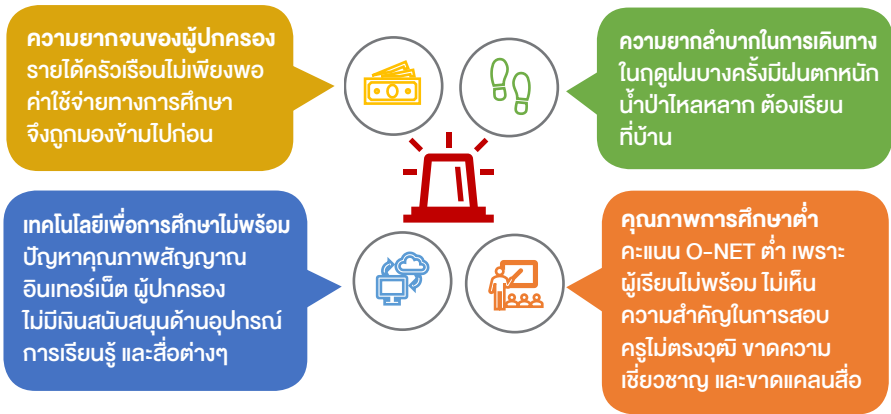 ความยากจนของผู้ปกครอง
รายได้ครัวเรือนไม่เพียงพอ
ค่าใช้จ่ายทางการศึกษา
จึงถูกมองข้ามไปก่อน
ความยากลำบากในการเดินทาง
ในฤดูฝนบางครั้งมีฝนตกหนัก
น้ำป่าไหลหลาก ต้องเรียน
ที่บ้าน
เทคโนโลยีเพื่อการศึกษาไม่พร้อม
ปัญหาคุณภาพสัญญาณ
อินเทอร์เน็ต ผู้ปกครอง
ไม่มีเงินสนับสนุนด้านอุปกรณ์
การเรียนรู้ และสื่อต่างๆ
คุณภาพการศึกษาต่ำ
คะแนน O-NET ต่ำ เพราะ
ผู้เรียนไม่พร้อม ไม่เห็น
ความสำคัญในการสอบ
ครูไม่ตรงวุฒิ ขาดความ
เชี่ยวชาญ และขาดแคลนสื่อ